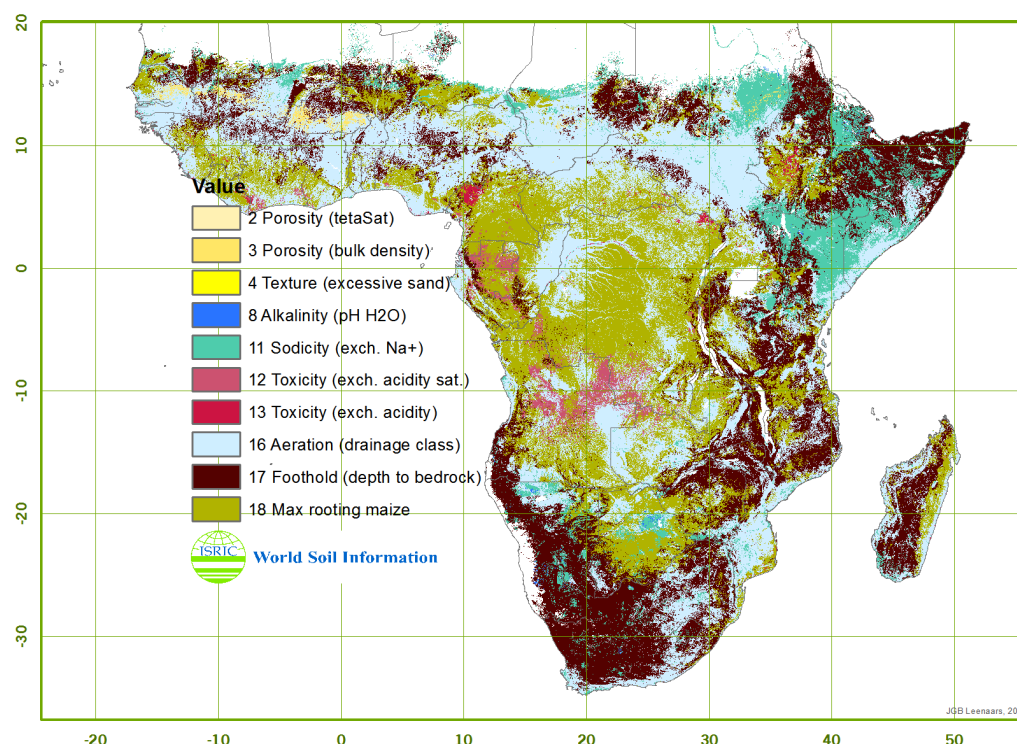 20
10
0
-10
-20
-30
Value
2 Porosity (tetaSat)
3 Porosity (bulk density)
4 Texture (excessive sand)
8 Alkalinity (pH H2O)
11 Sodicity (exch. Na+)
12 Toxicity (exch. acidity sat.)
13 Toxicity (exch. acidity)
16 Aeration (drainage class)
17 Foothold (depth to bedrock)
18 Max rooting maize
ISRIC
World Soil Information
JGB Leenaars, 20
-20 -10 0 10 20 30 40 50